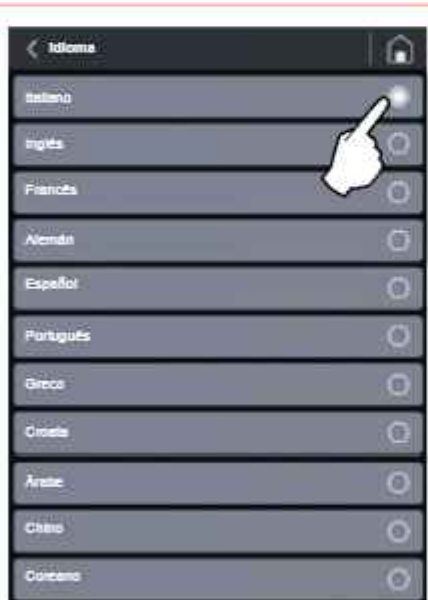 Idioma
Italiano
Inglés
Francés
Alemán
Español
Portugués
Greco
Croata
Árabe
Chino
Coreano